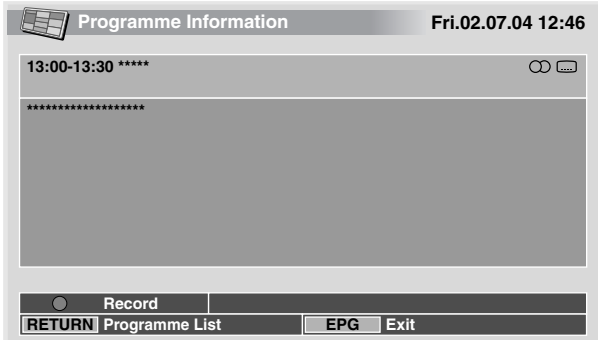 Programme Information Fri.02.07.04 12:46
13:00-13:30 *****
*******************
Record
RETURN Programme List EPG Exit